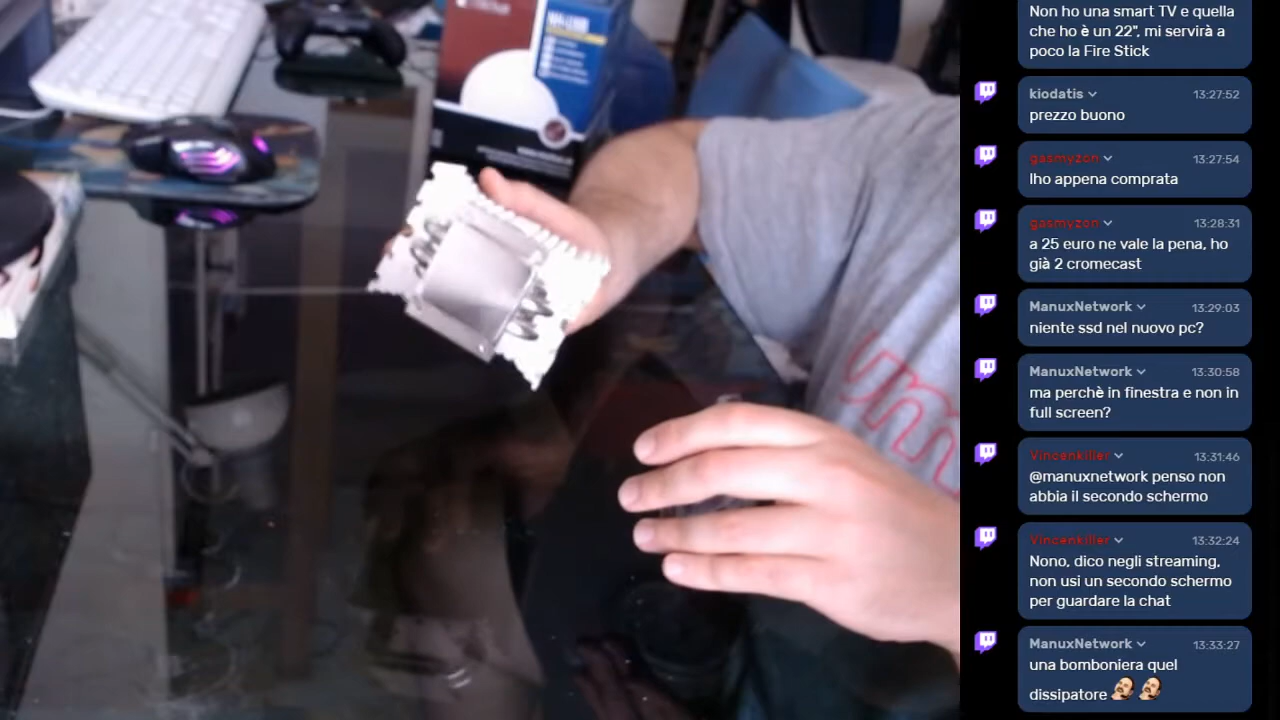 Non ho una smart TV e quella
che ho è un 22", mi servirà a
poco la Fire Stick
kiodatis 13:27:52
prezzo buono
gasmyzon 13:27:54
lho appena comprata
gasmyzon 13:28:31
a 25 euro ne vale la pena, ho
già 2 cromecast
ManuxNetwork 13:29:03
niente ssd nel nuovo pc?
ManuxNetwork 13:30:58
ma perchè in finestra e non in
full screen?
Vincenkiller 13:31:46
@manuxnetwork penso non
abbia il secondo schermo
Vincenkiller 13:32:24
Nono, dico negli streaming,
non usi un secondo schermo
per guardare la chat
ManuxNetwork 13:33:27
una bomboniera quel
dissipatore